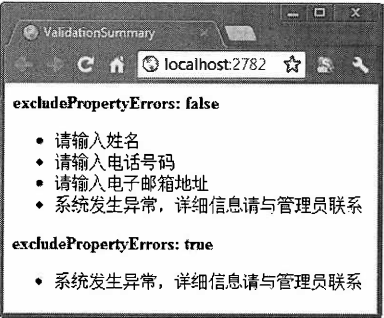 ValidationSummary
localhost:2782
excludePropertyErrors: false
请输入姓名
请输入电话号码
请输入电子邮箱地址
系统发生异常，详细信息请与管理员联系
excludePropertyErrors: true
系统发生异常，详细信息请与管理员联系